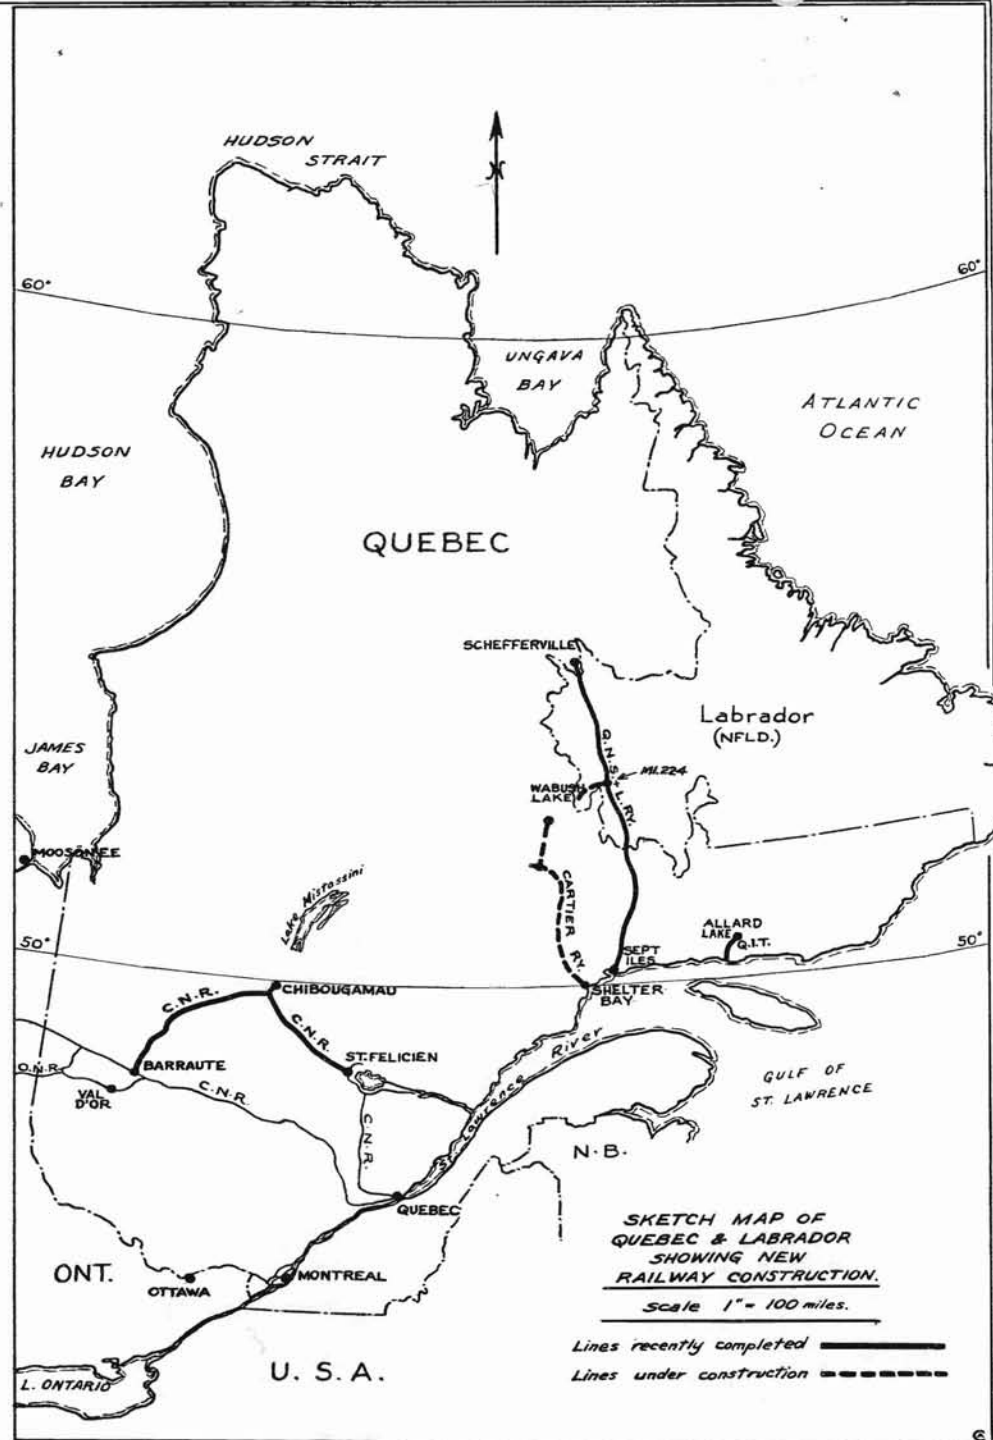 HUDSON
STRAIT
N
60°
60°
UNGAVA
BAY
ATLANTIC
OCEAN
HUDSON
BAY
QUEBEC
SCHEFFERVILLE
Labrador
(NFLD.)
JAMES
BAY
Q.N.S.+L.RY.
MI.224
WABUSH
LAKE
MOOSONEE
Lake Mistassini
CARTIER RY.
ALLARD
LAKE
Q.I.T.
50°
50°
SEPT
ILES
CHIBOUGAMAU
SHELTER
BAY
C.N.R.
C.N.R.
ST.FELICIEN
O.N.R.
BARRAUTE
VAL
D'OR
C.N.R.
C.N.R.
St. Lawrence River
GULF OF
ST. LAWRENCE
N.B.
QUEBEC
SKETCH MAP OF
QUEBEC & LABRADOR
SHOWING NEW
RAILWAY CONSTRUCTION.
Scale 1" = 100 miles.
ONT.
OTTAWA
MONTREAL
Lines recently completed
Lines under construction
L. ONTARIO
U.S.A.